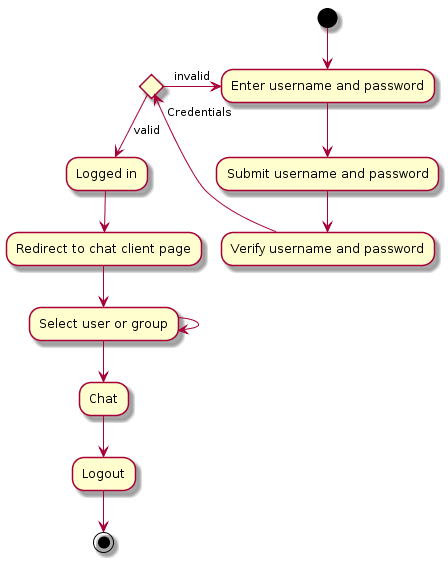 invalid
Enter username and password
Credentials
valid
Logged in
Submit username and password
Redirect to chat client page
Verify username and password
Select user or group
Chat
Logout